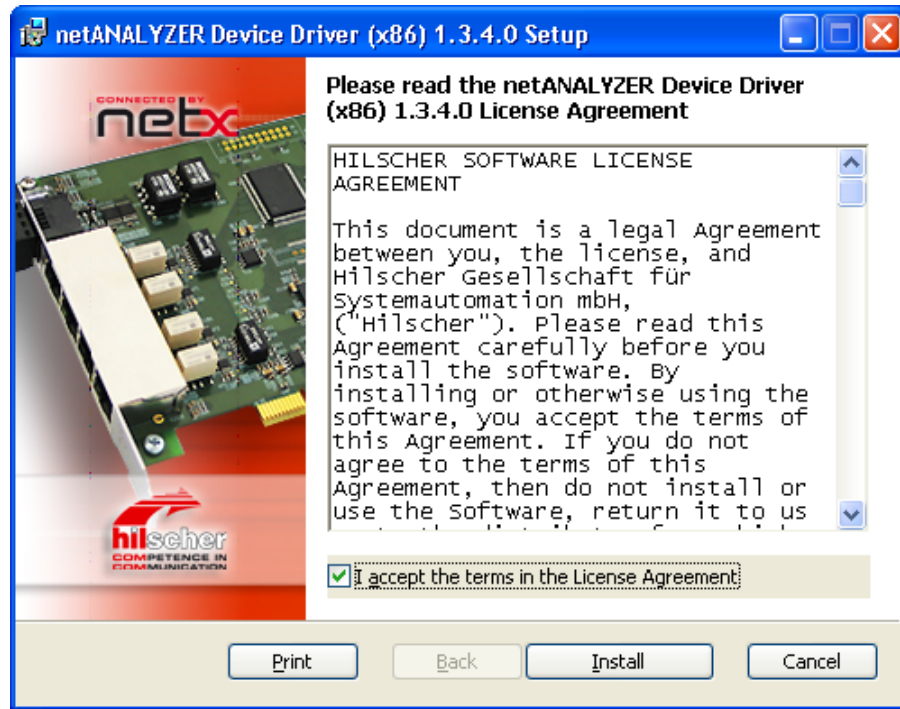 netANALYZER Device Driver (x86) 1.3.4.0 Setup
CONNECTED BY
netx
hilscher
COMPETENCE IN
COMMUNICATION
Please read the netANALYZER Device Driver
(x86) 1.3.4.0 License Agreement
HILSCHER SOFTWARE LICENSE
AGREEMENT
This document is a legal Agreement
between you, the license, and
Hilscher Gesellschaft für
Systemautomation mbH,
("Hilscher"). Please read this
Agreement carefully before you
install the software. By
installing or otherwise using the
software, you accept the terms of
this Agreement. If you do not
agree to the terms of this
Agreement, then do not install or
use the Software, return it to us
I accept the terms in the License Agreement
Print
Back
Install
Cancel